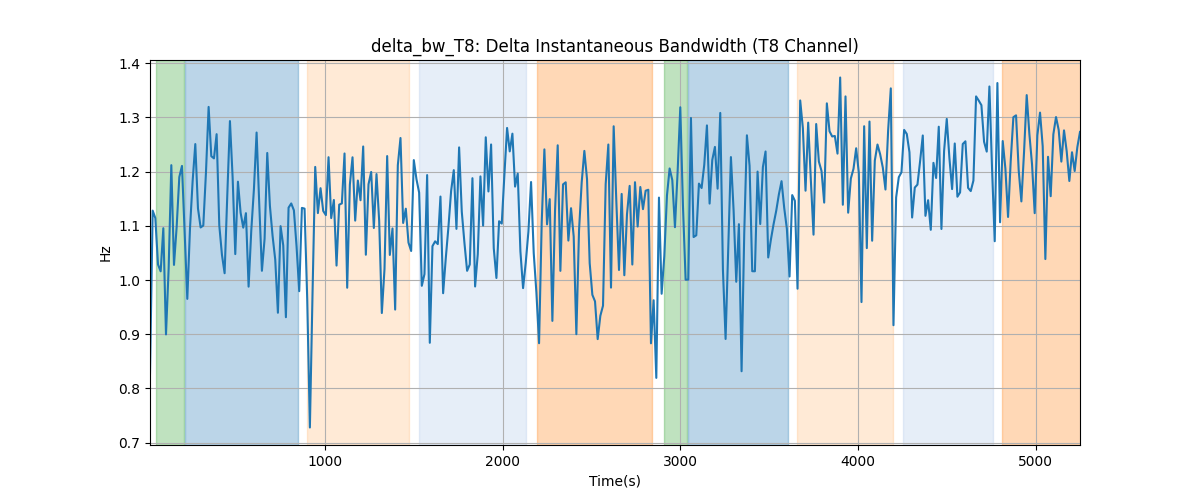 delta_bw_T8: Delta Instantaneous Bandwidth (T8 Channel)
1.4
1.3
1.2
1.1
1.0
0.9
0.8
0.7
Hz
1000 2000 3000 4000 5000
Time(s)